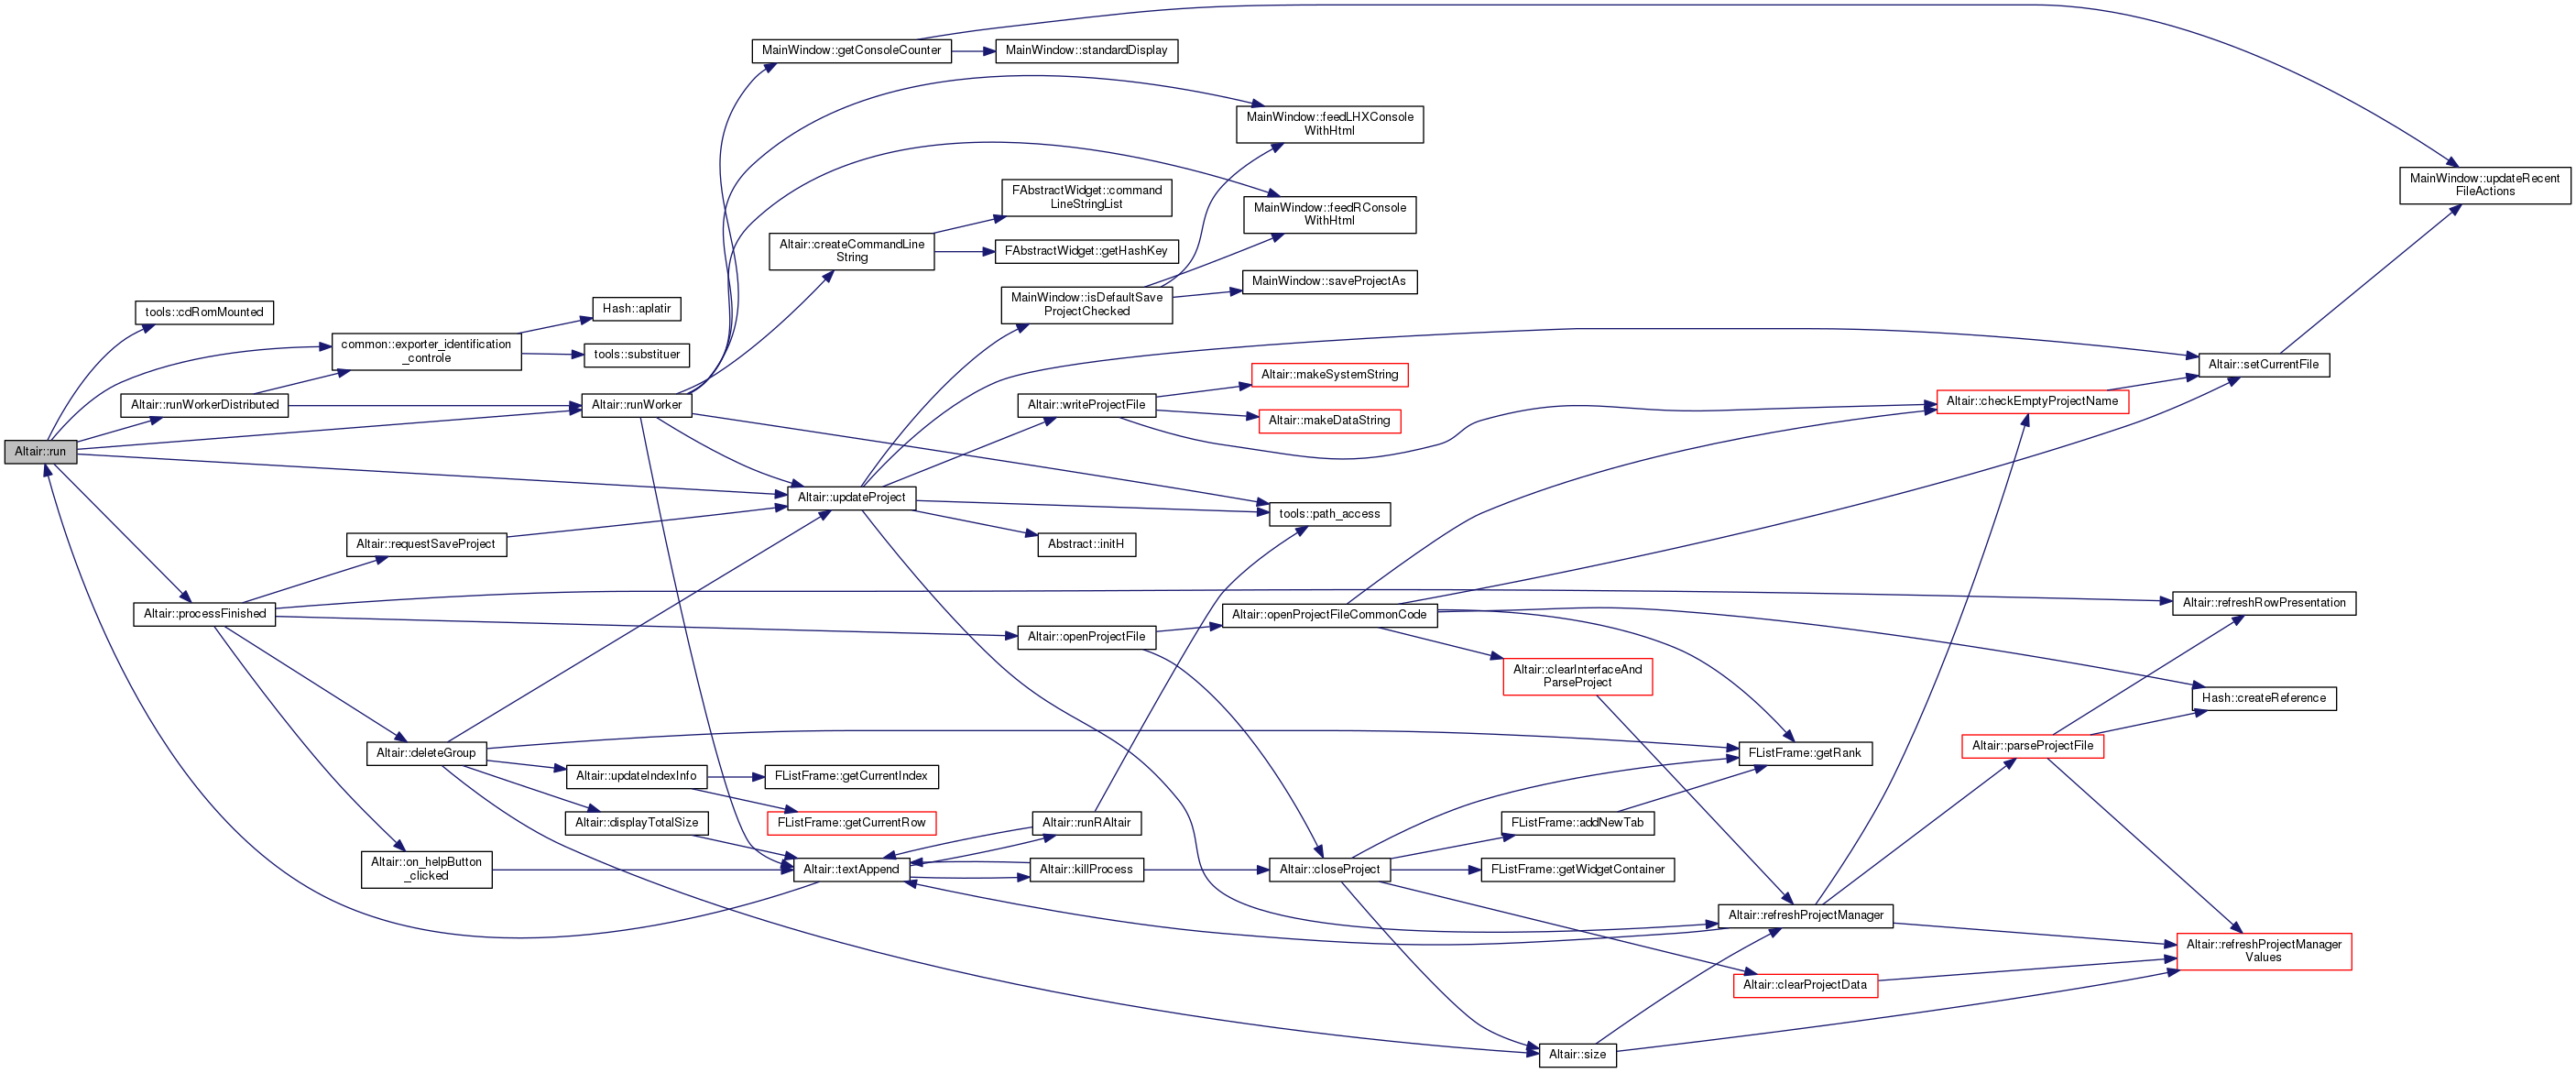 MainWindow::getConsoleCounter
MainWindow::standardDisplay
MainWindow::feedLHXConsole
WithHtml
MainWindow::updateRecent
FileActions
FAbstractWidget::command
LineStringList
MainWindow::feedRConsole
WithHtml
Altair::createCommandLine
String
FAbstractWidget::getHashKey
MainWindow::saveProjectAs
MainWindow::isDefaultSave
ProjectChecked
tools::cdRomMounted
Hash::aplatir
common::exporter_identification
_controle
tools::substituer
Altair::setCurrentFile
Altair::makeSystemString
Altair::runWorkerDistributed
Altair::runWorker
Altair::writeProjectFile
Altair::checkEmptyProjectName
Altair::makeDataString
Altair::run
Altair::updateProject
tools::path_access
Altair::requestSaveProject
Abstract::initH
Altair::processFinished
Altair::refreshRowPresentation
Altair::openProjectFileCommonCode
Altair::openProjectFile
Altair::clearInterfaceAnd
ParseProject
Hash::createReference
Altair::deleteGroup
FListFrame::getRank
Altair::parseProjectFile
Altair::updateIndexInfo
FListFrame::getCurrentIndex
Altair::displayTotalSize
FListFrame::getCurrentRow
Altair::runRAltair
FListFrame::addNewTab
Altair::on_helpButton
_clicked
Altair::textAppend
Altair::killProcess
Altair::closeProject
FListFrame::getWidgetContainer
Altair::refreshProjectManager
Altair::refreshProjectManager
Values
Altair::clearProjectData
Altair::size